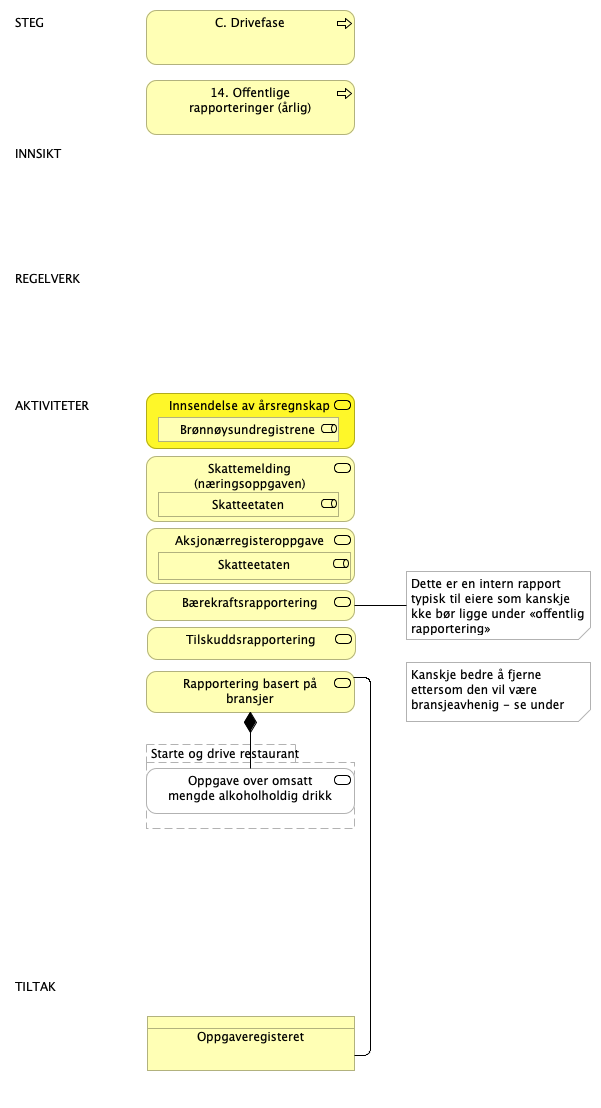 STEG
C. Drivefase
14. Offentlige
rapporteringer (årlig)
INNSIKT
REGELVERK
AKTIVITETER
Innsendelse av årsregnskap
Brønnøysundregistrene
Skattemelding
(næringsoppgaven)
Skatteetaten
Aksjonærregisteroppgave
Skatteetaten
Bærekraftsrapportering
Dette er en intern rapport
typisk til eiere som kanskje
kke bør ligge under «offentlig
rapportering»
Tilskuddsrapportering
Rapportering basert på
bransjer
Kanskje bedre å fjerne
ettersom den vil være
bransjeavhenig – se under
Starte og drive restaurant
Oppgave over omsatt
mengde alkoholholdig drikk
TILTAK
Oppgaveregisteret